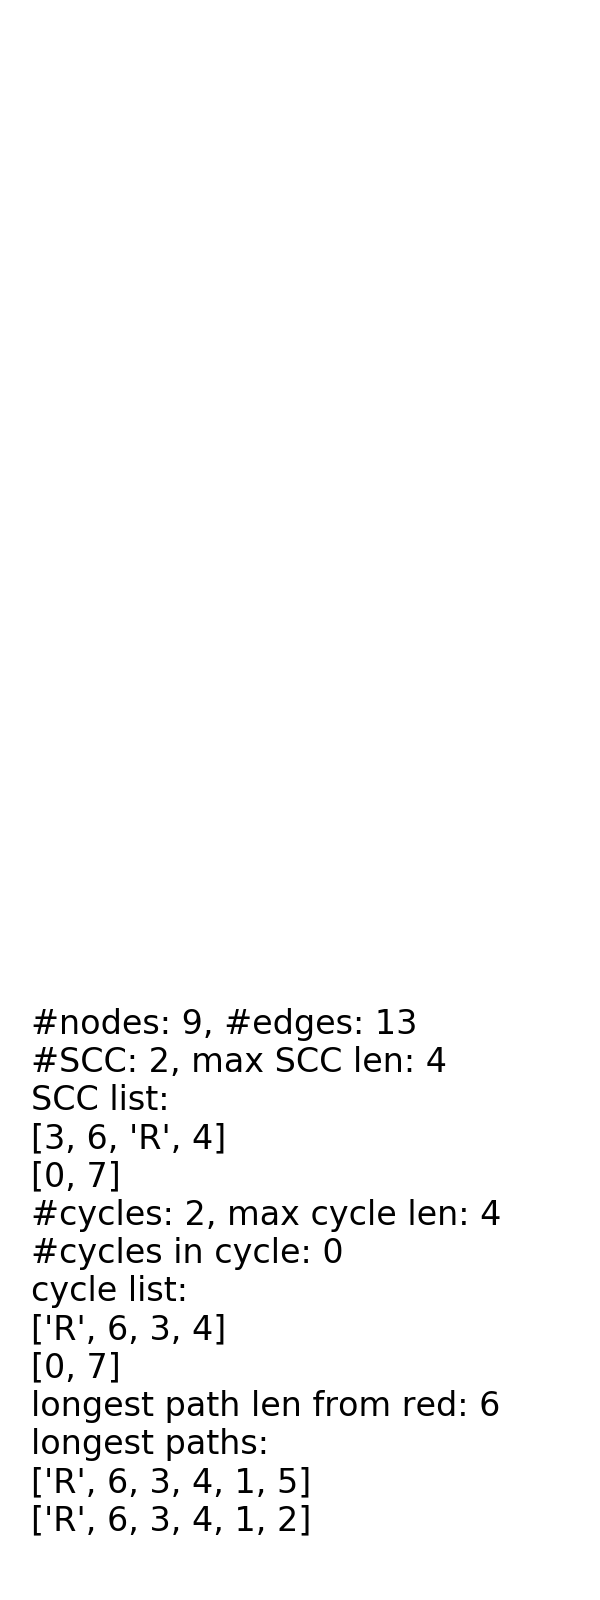 #nodes: 9, #edges: 13
#SCC: 2, max SCC len: 4
SCC list:
[3, 6, 'R', 4]
[0, 7]
#cycles: 2, max cycle len: 4
#cycles in cycle: 0
cycle list:
['R', 6, 3, 4]
[0, 7]
longest path len from red: 6
longest paths:
['R', 6, 3, 4, 1, 5]
['R', 6, 3, 4, 1, 2]